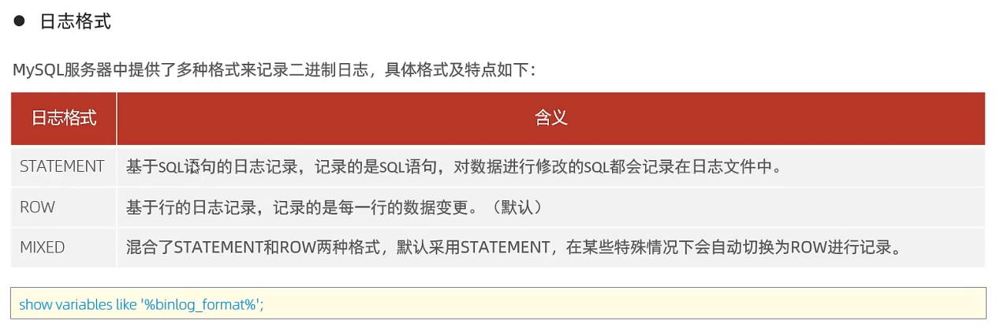 ● 日志格式
MySQL服务器中提供了多种格式来记录二进制日志，具体格式及特点如下：
日志格式 含义
STATEMENT 基于SQL语句的日志记录，记录的是SQL语句，对数据进行修改的SQL都会记录在日志文件中。
ROW 基于行的日志记录，记录的是每一行的数据变更。（默认）
MIXED 混合了STATEMENT和ROW两种格式，默认采用STATEMENT，在某些特殊情况下会自动切换为ROW进行记录。
show variables like '%binlog_format%';